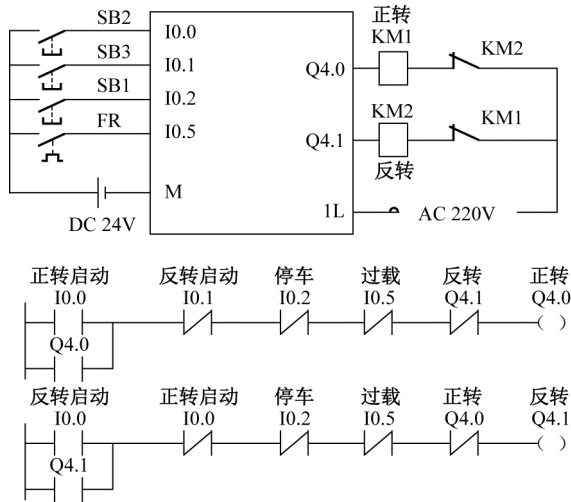 SB2
I0.0
SB3
I0.1
SB1
I0.2
FR
I0.5
M
DC 24V
正转
KM1
Q4.0
KM2
KM2
Q4.1
KM1
反转
1L
AC 220V
正转启动 反转启动 停车 过载 反转 正转
I0.0 I0.1 I0.2 I0.5 Q4.1 Q4.0
Q4.0
反转启动 正转启动 停车 过载 正转 反转
I0.0 I0.0 I0.2 I0.5 Q4.0 Q4.1
Q4.1